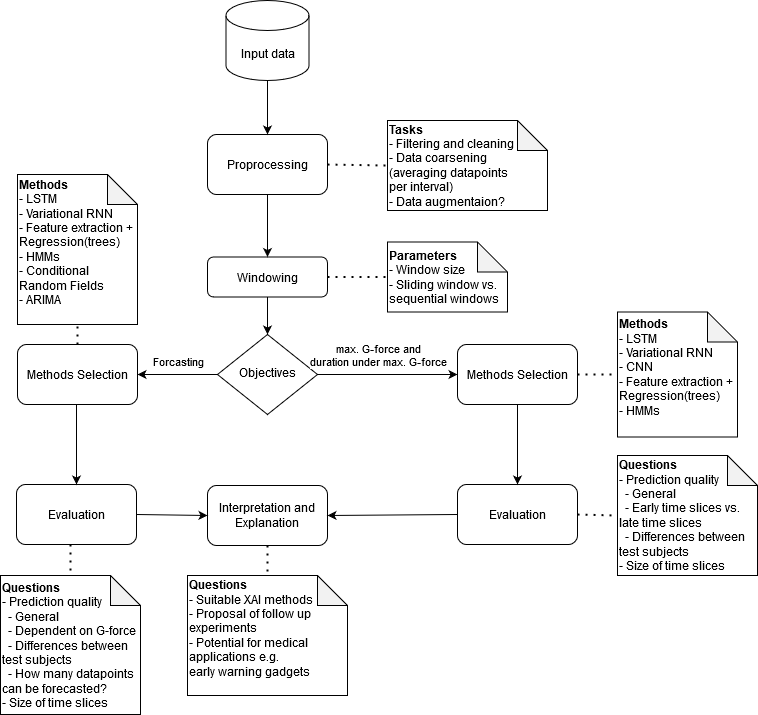 Input data
Proprocessing
Tasks
- Filtering and cleaning
- Data coarsening
(averaging datapoints
per interval)
- Data augmentaion?
Methods
- LSTM
- Variational RNN
- Feature extraction +
Regression(trees)
- HMMs
- Conditional
Random Fields
- ARIMA
Windowing
Parameters
- Window size
- Sliding window vs.
sequential windows
Methods Selection
Forcasting
Objectives
max. G-force and
duration under max. G-force
Methods Selection
Methods
- LSTM
- Variational RNN
- CNN
- Feature extraction +
Regression(trees)
- HMMs
Evaluation
Interpretation and
Explanation
Evaluation
Questions
- Prediction quality
- General
- Early time slices vs.
late time slices
- Differences between
test subjects
- Size of time slices
Questions
- Prediction quality
- General
- Dependent on G-force
- Differences between
test subjects
- How many datapoints
can be forecasted?
- Size of time slices
Questions
- Suitable XAI methods
- Proposal of follow up
experiments
- Potential for medical
applications e.g.
early warning gadgets